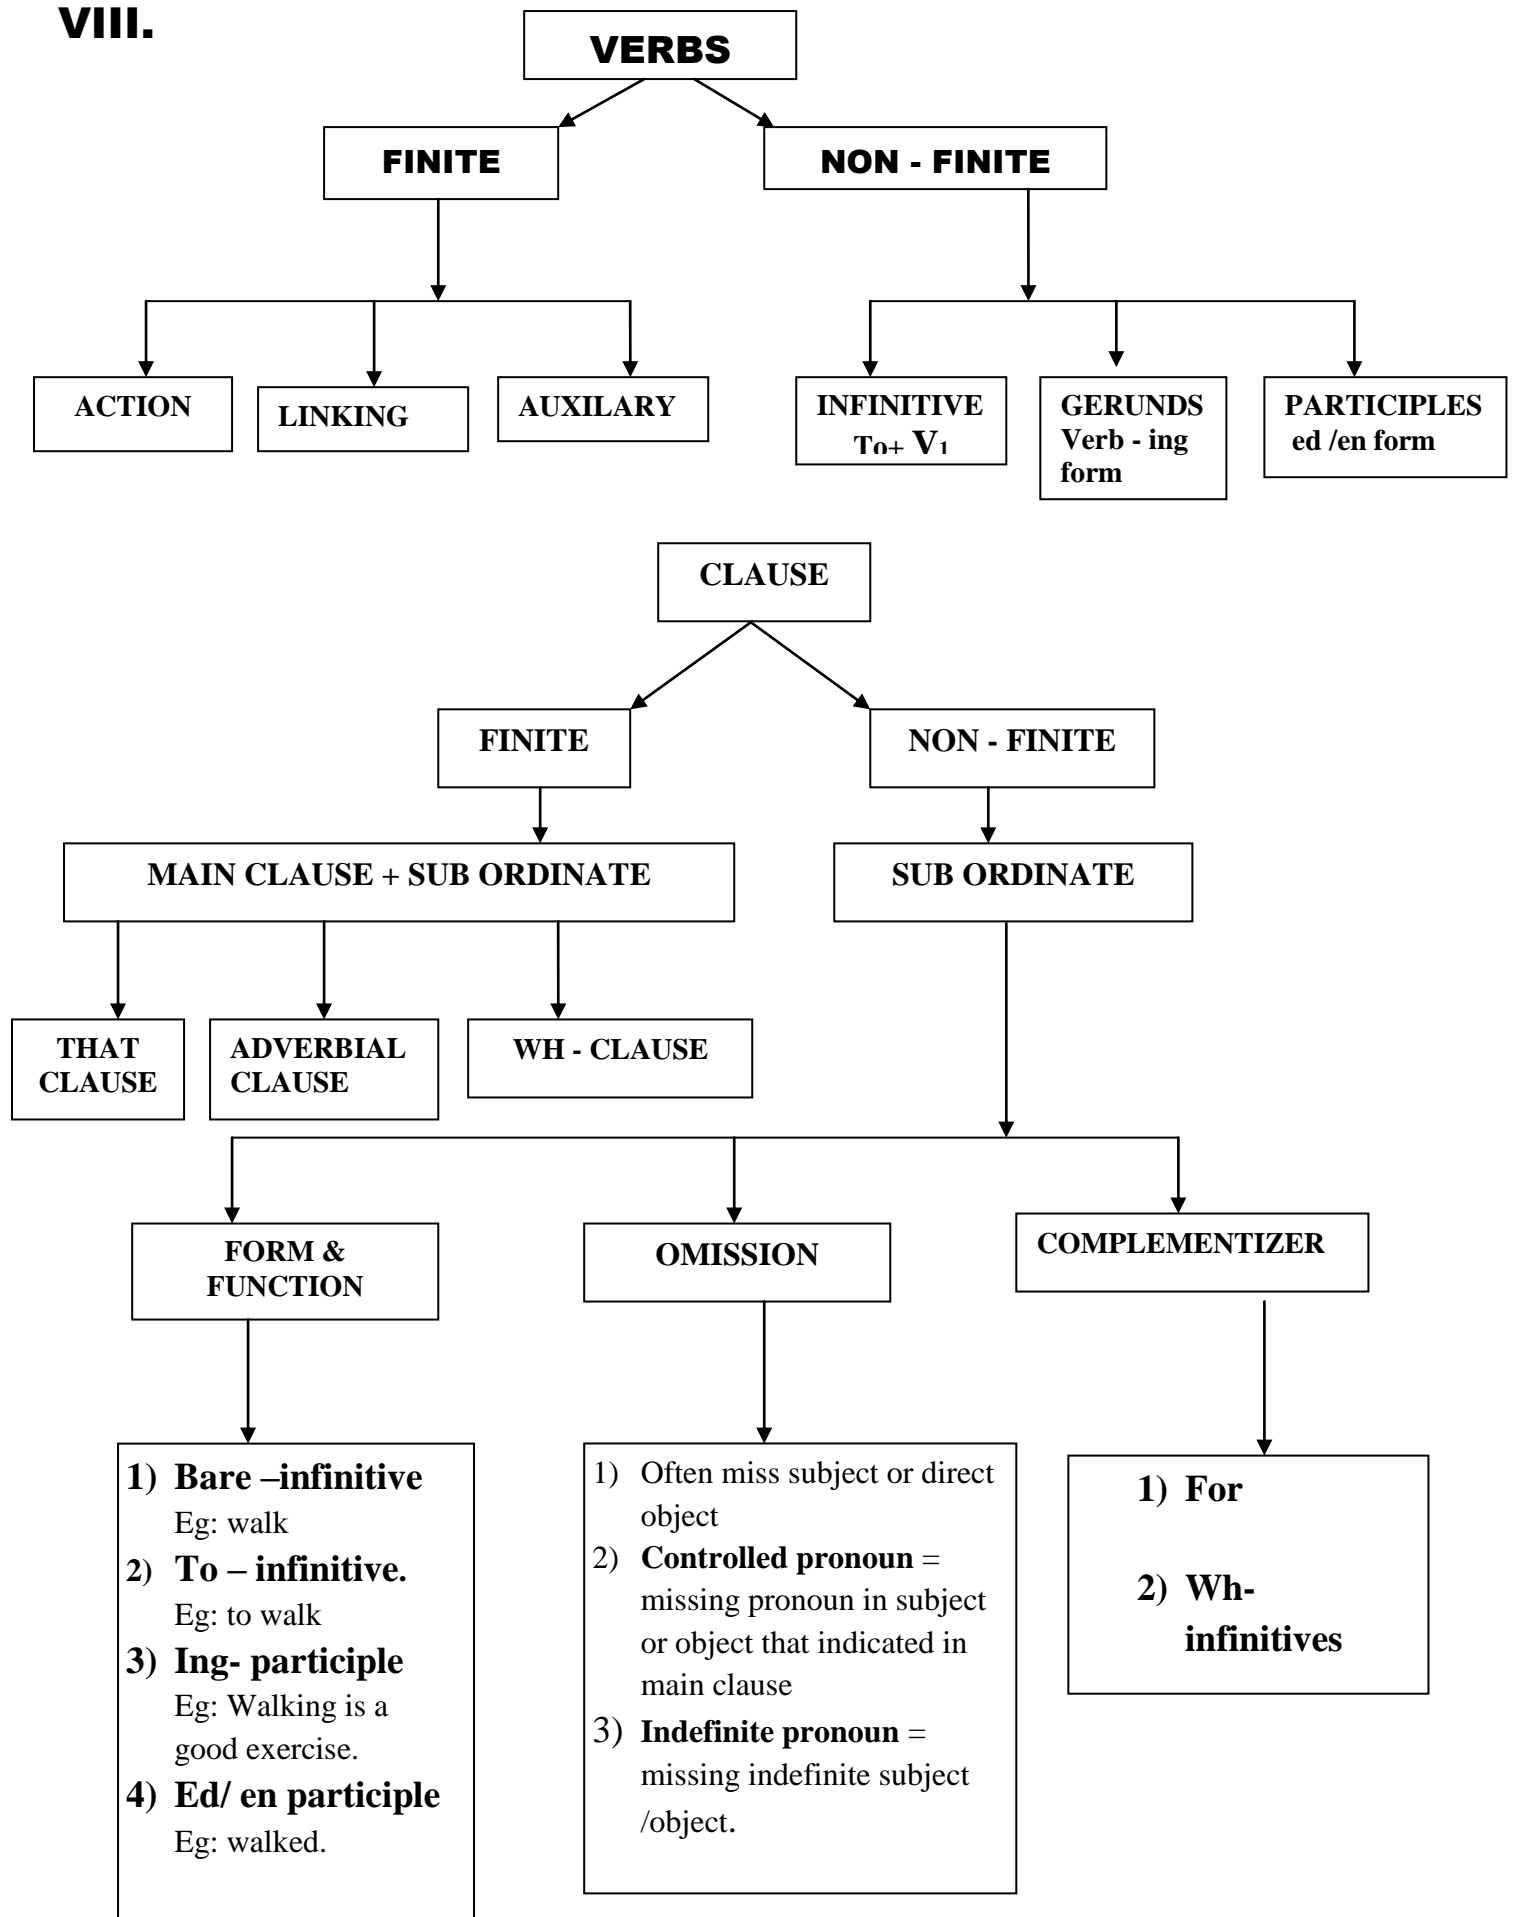 VIII.
VERBS
FINITE
NON - FINITE
ACTION
LINKING
AUXILARY
INFINITIVE
To+ V1
GERUNDS
Verb - ing
form
PARTICIPLES
ed /en form
CLAUSE
FINITE
NON - FINITE
MAIN CLAUSE + SUB ORDINATE
SUB ORDINATE
THAT
CLAUSE
ADVERBIAL
CLAUSE
WH - CLAUSE
FORM &
FUNCTION
OMISSION
COMPLEMENTIZER
1) Bare –infinitive
Eg: walk
2) To – infinitive.
Eg: to walk
3) Ing- participle
Eg: Walking is a
good exercise.
4) Ed/ en participle
Eg: walked.
1) Often miss subject or direct
object
2) Controlled pronoun =
missing pronoun in subject
or object that indicated in
main clause
3) Indefinite pronoun =
missing indefinite subject
/object.
1) For
2) Wh-
infinitives